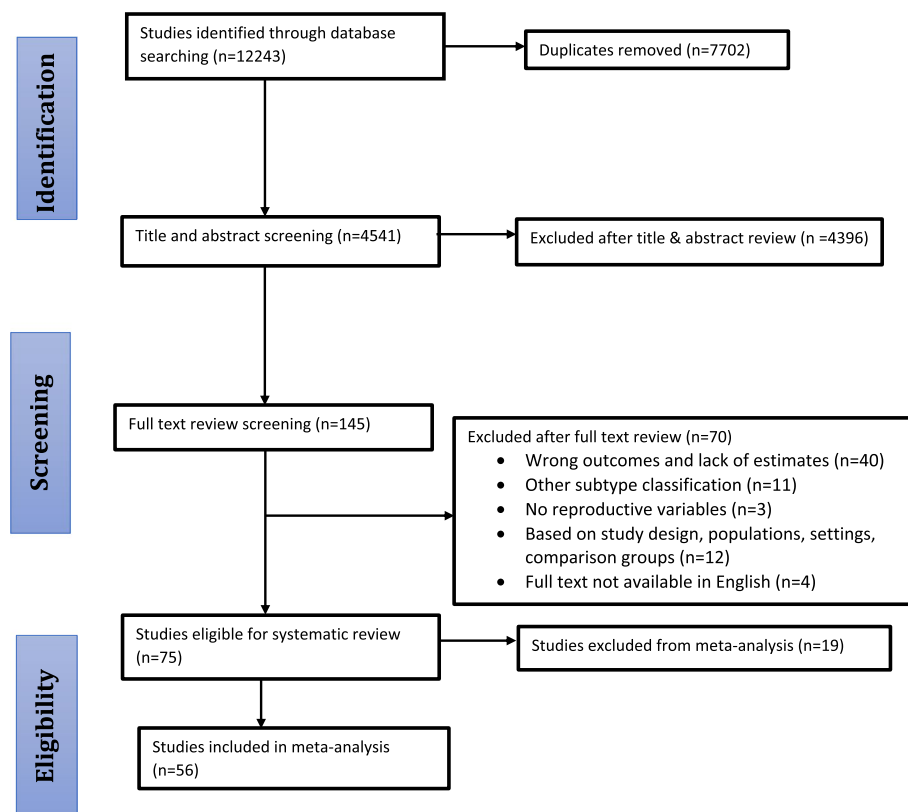 Identification
Studies identified through database
searching (n=12243)
Duplicates removed (n=7702)
Title and abstract screening (n=4541)
Excluded after title & abstract review (n =4396)
Screening
Full text review screening (n=145)
Excluded after full text review (n=70)
• Wrong outcomes and lack of estimates (n=40)
• Other subtype classification (n=11)
• No reproductive variables (n=3)
• Based on study design, populations, settings,
comparison groups (n=12)
• Full text not available in English (n=4)
Eligibility
Studies eligible for systematic review
(n=75)
Studies excluded from meta-analysis (n=19)
Studies included in meta-analysis
(n=56)